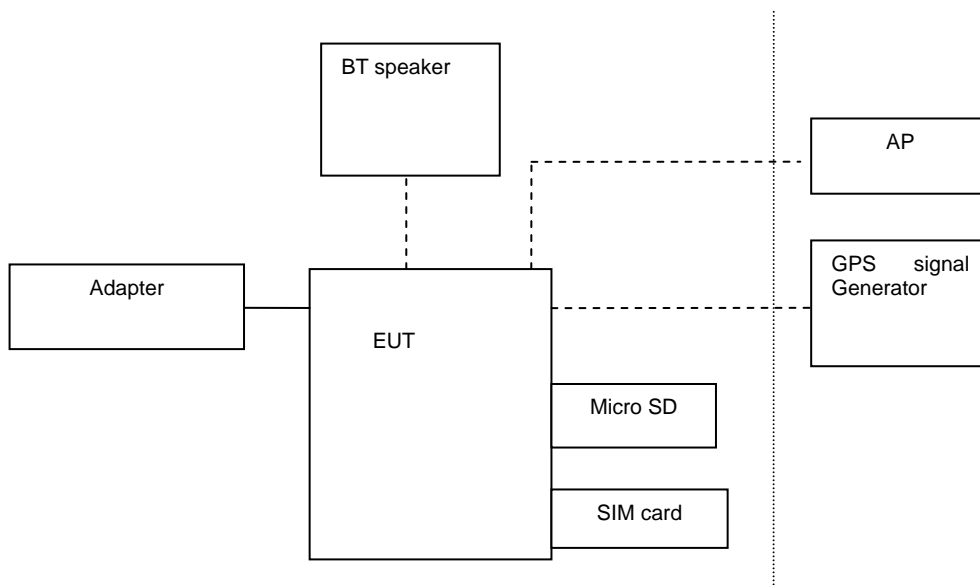 BT speaker
AP
GPS signal
Generator
Adapter
EUT
Micro SD
SIM card